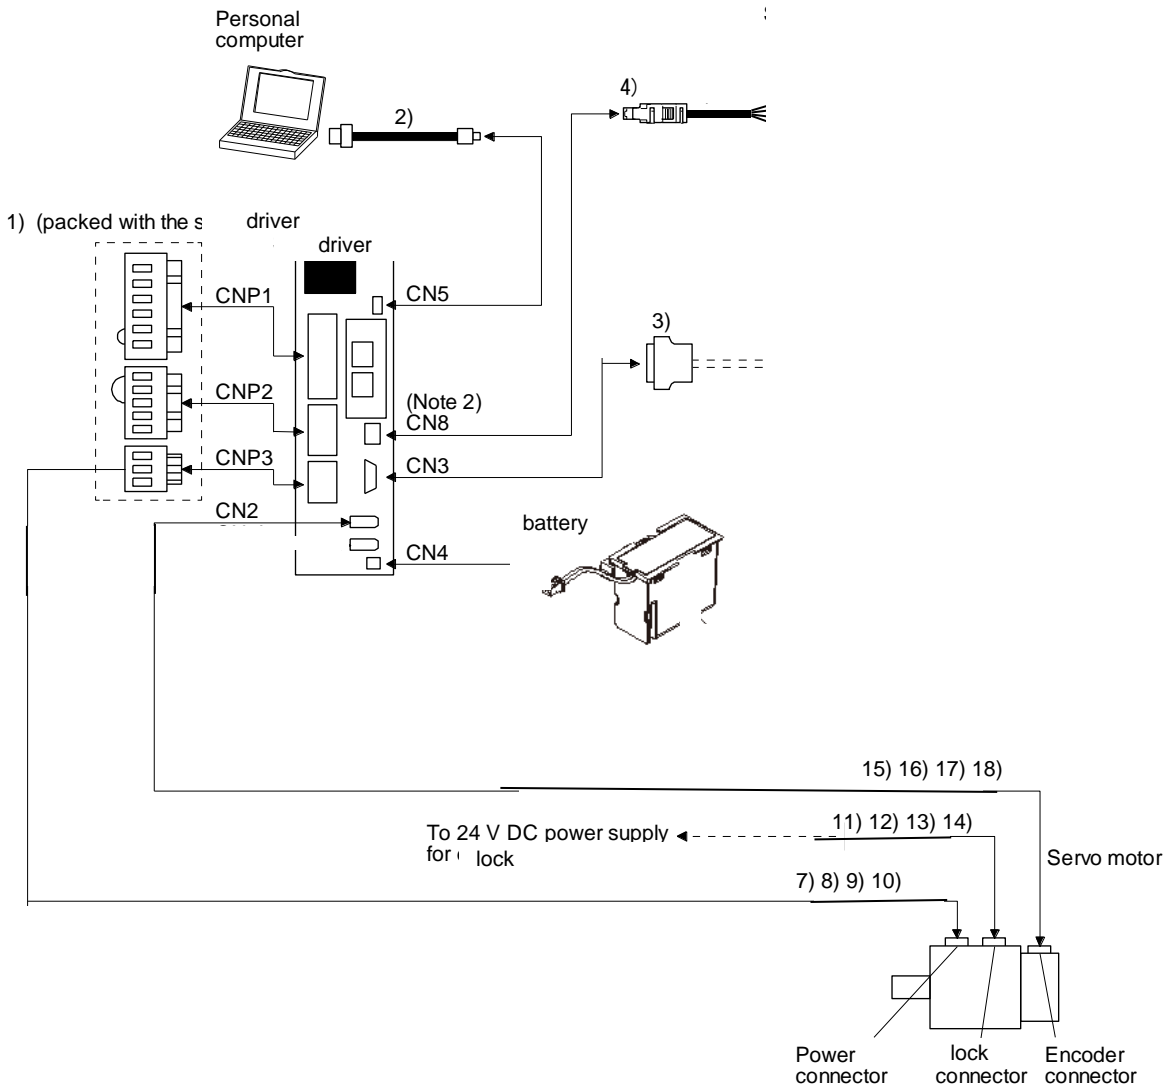 Personal
computer
2)
4)
1) (packed with the s
driver
driver
CNP1
CN5
3)
CNP2
(Note 2)
CN8
CNP3
CN3
CN2
battery
CN4
15) 16) 17) 18)
11) 12) 13) 14)
To 24 V DC power supply
for
lock
Servo motor
7) 8) 9) 10)
Power
connector
lock
connector
Encoder
connector